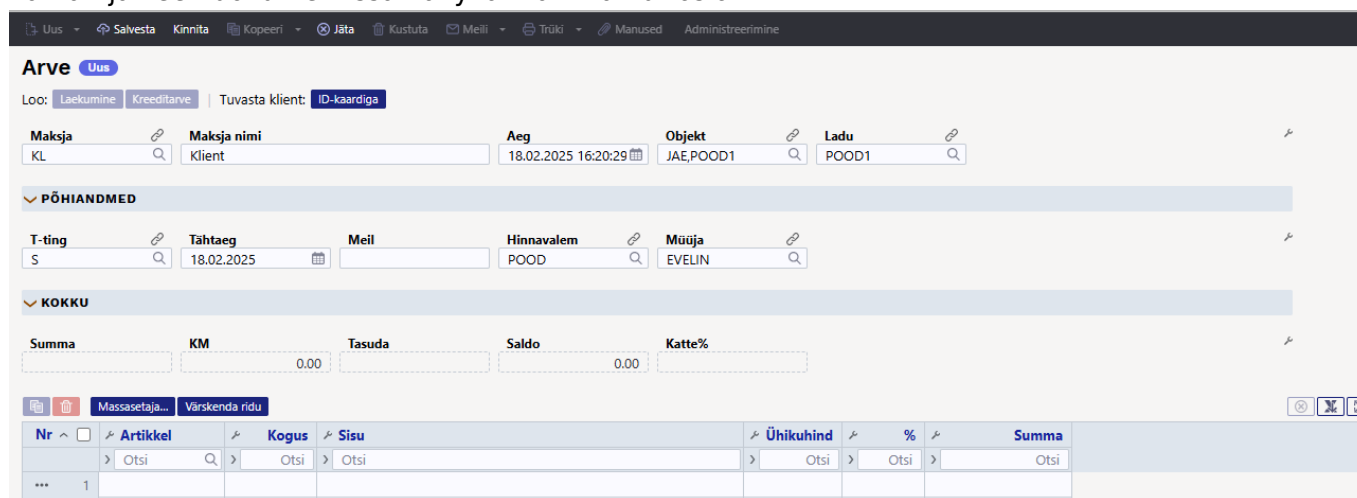 Uus Salvesta Kinnita Kopeeri Jäta Kustuta Meili Trüki Manused Administreerimine
Arve Uus
Loo: Laekumine Kreeditarve | Tuvasta klient: ID-kaardiga
Maksja Maksja nimi Aeg Objekt Ladu
KL Klient 18.02.2025 16:20:29 JAE,POOD1 POOD1
PÕHIANDMED
T-ting Tähtaeg Meil Hinnavalem Müüja
S 18.02.2025 POOD EVELIN
KOKKU
Summa KM Tasuda Saldo Katte%
0.00 0.00
Massasetaja... Värskenda ridu
Nr Artikkel Kogus Sisu Ühikuhind % Summa
Otsi Otsi Otsi Otsi Otsi Otsi
1